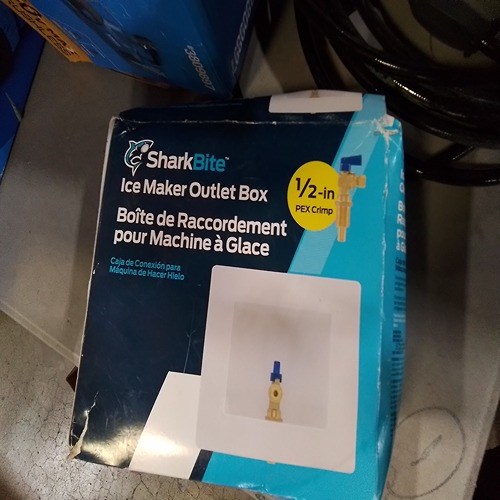 SharkBite™
Ice Maker Outlet Box
Boîte de Raccordement
pour Machine à Glace
Caja de Conexión para
Máquina de Hacer Hielo
1/2-in
PEX Crimp